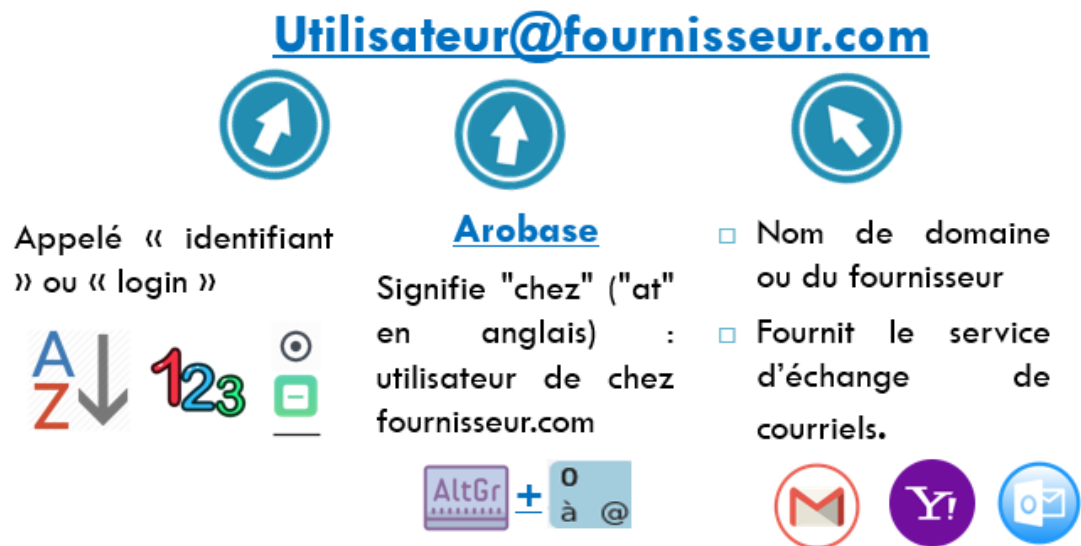 Utilisateur@fournisseur.com
Appelé « identifiant
» ou « login »
A
Z
123
Arobase
Signifie "chez" ("at"
en anglais) :
utilisateur de chez
fournisseur.com
AltGr + 0
à @
Nom de domaine
ou du fournisseur
Fournit le service
d’échange de
courriels.
M Y! o